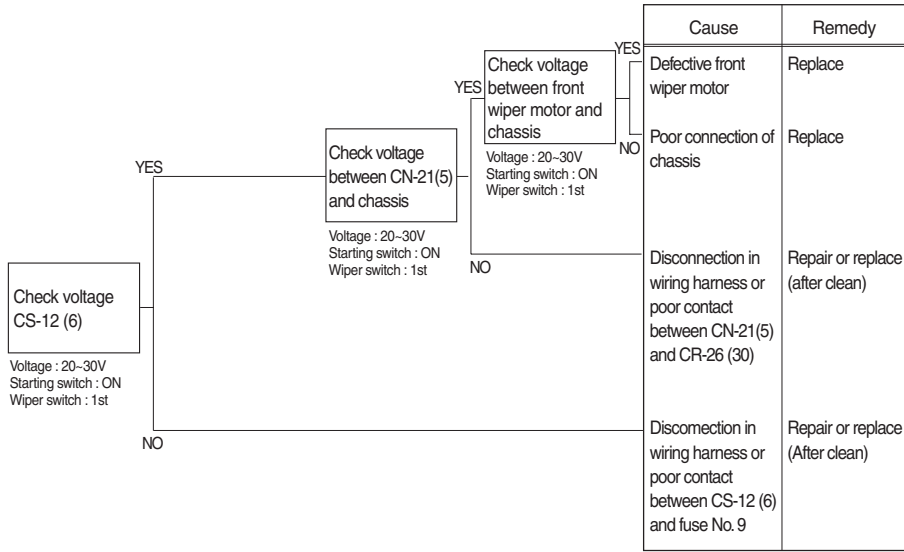 Check voltage
CS-12 (6)
Voltage : 20~30V
Starting switch : ON
Wiper switch : 1st
YES
NO
Check voltage
between CN-21(5)
and chassis
Voltage : 20~30V
Starting switch : ON
Wiper switch : 1st
YES
NO
Check voltage
between front
wiper motor and
chassis
Voltage : 20~30V
Starting switch : ON
Wiper switch : 1st
YES
NO
Cause
Remedy
Defective front
wiper motor
Replace
Poor connection of
chassis
Replace
Disconnection in
wiring harness or
poor contact
between CN-21(5)
and CR-26 (30)
Repair or replace
(after clean)
Discomection in
wiring harness or
poor contact
between CS-12 (6)
and fuse No. 9
Repair or replace
(After clean)